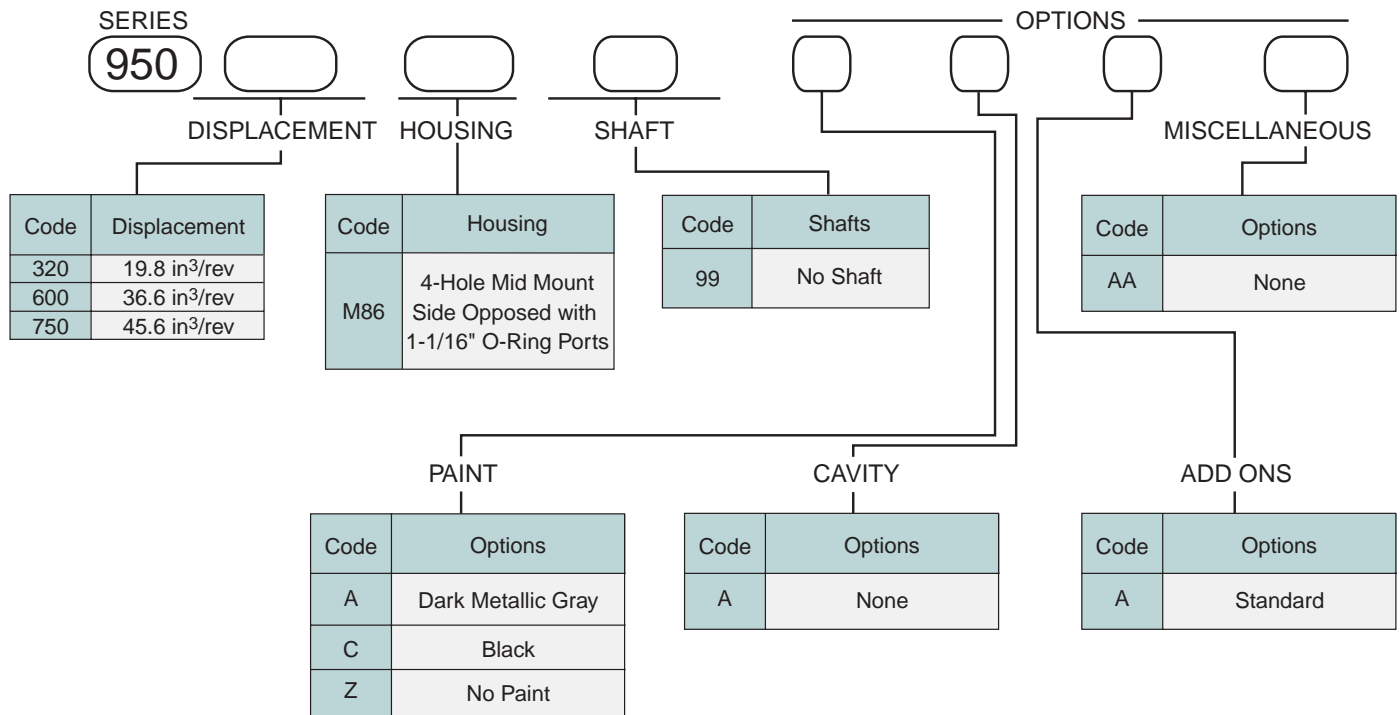 SERIES
OPTIONS
950
DISPLACEMENT
HOUSING
SHAFT
MISCELLANEOUS
Code Displacement
320 19.8 in3/rev
600 36.6 in3/rev
750 45.6 in3/rev
Code Housing
M86 4-Hole Mid Mount
Side Opposed with
1-1/16" O-Ring Ports
Code Shafts
99 No Shaft
Code Options
AA None
PAINT
CAVITY
ADD ONS
Code Options
A Dark Metallic Gray
C Black
Z No Paint
Code Options
A None
Code Options
A Standard